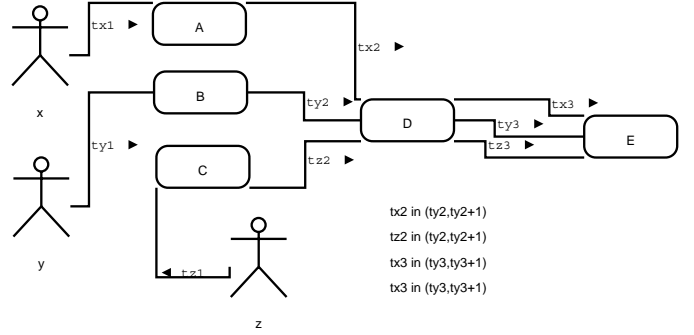 tx1
A
tx2
x
B
ty2
D
tx3
ty3
tz3
E
ty1
C
tz2
y
tz1
z
tx2 in (ty2,ty2+1)
tz2 in (ty2,ty2+1)
tx3 in (ty3,ty3+1)
tx3 in (ty3,ty3+1)